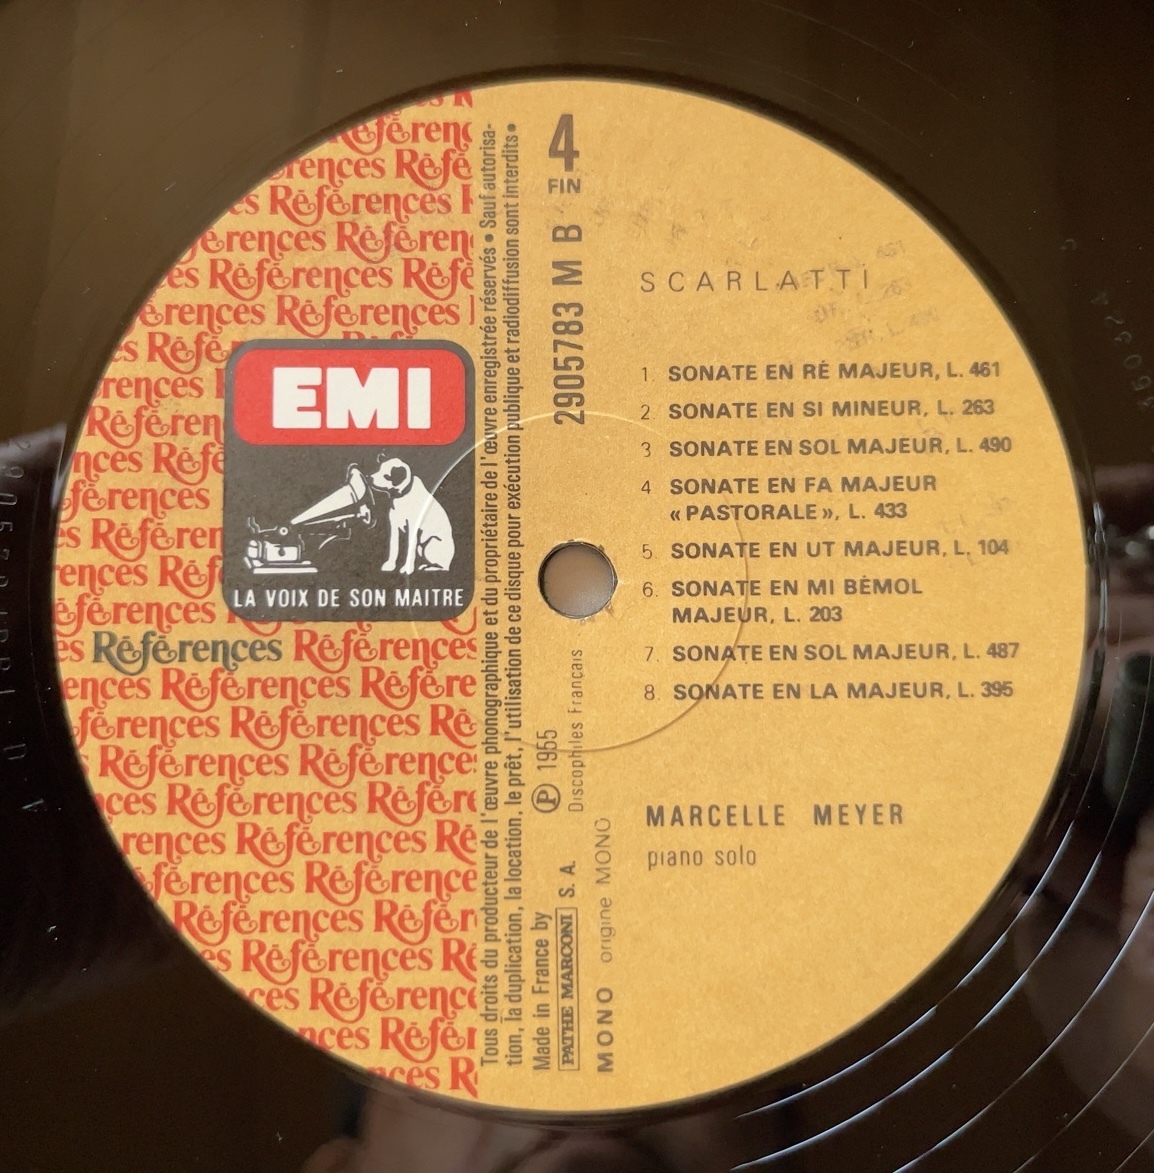 Références
EMI
LA VOIX DE SON MAITRE
Tous droits du producteur de l'œuvre phonographique et du propriétaire de l'œuvre enregistrée réservés • Sauf autorisa-
tion, la duplication, la location, le prêt, l'utilisation de ce disque pour exécution publique et radiodiffusion sont interdits •
Made in France by
PATHE MARCONI S. A.
℗ 1955
Discophiles Français
MONO origine MONO
2905783 M B
4
FIN
SCARLATTI
1. SONATE EN RÉ MAJEUR, L. 461
2. SONATE EN SI MINEUR, L. 263
3 SONATE EN SOL MAJEUR, L. 490
4 SONATE EN FA MAJEUR
« PASTORALE », L. 433
5. SONATE EN UT MAJEUR, L. 104
6. SONATE EN MI BÉMOL
MAJEUR, L. 203
7. SONATE EN SOL MAJEUR, L. 487
8. SONATE EN LA MAJEUR, L. 395
MARCELLE MEYER
piano solo